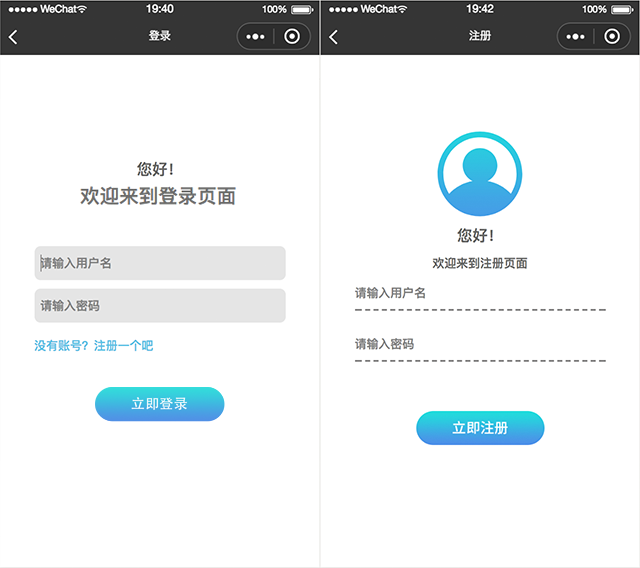 WeChat 19:40 100%
登录
您好!
欢迎来到登录页面
请输入用户名
请输入密码
没有账号? 注册一个吧
立即登录
WeChat 19:42 100%
注册
您好!
欢迎来到注册页面
请输入用户名
请输入密码
立即注册